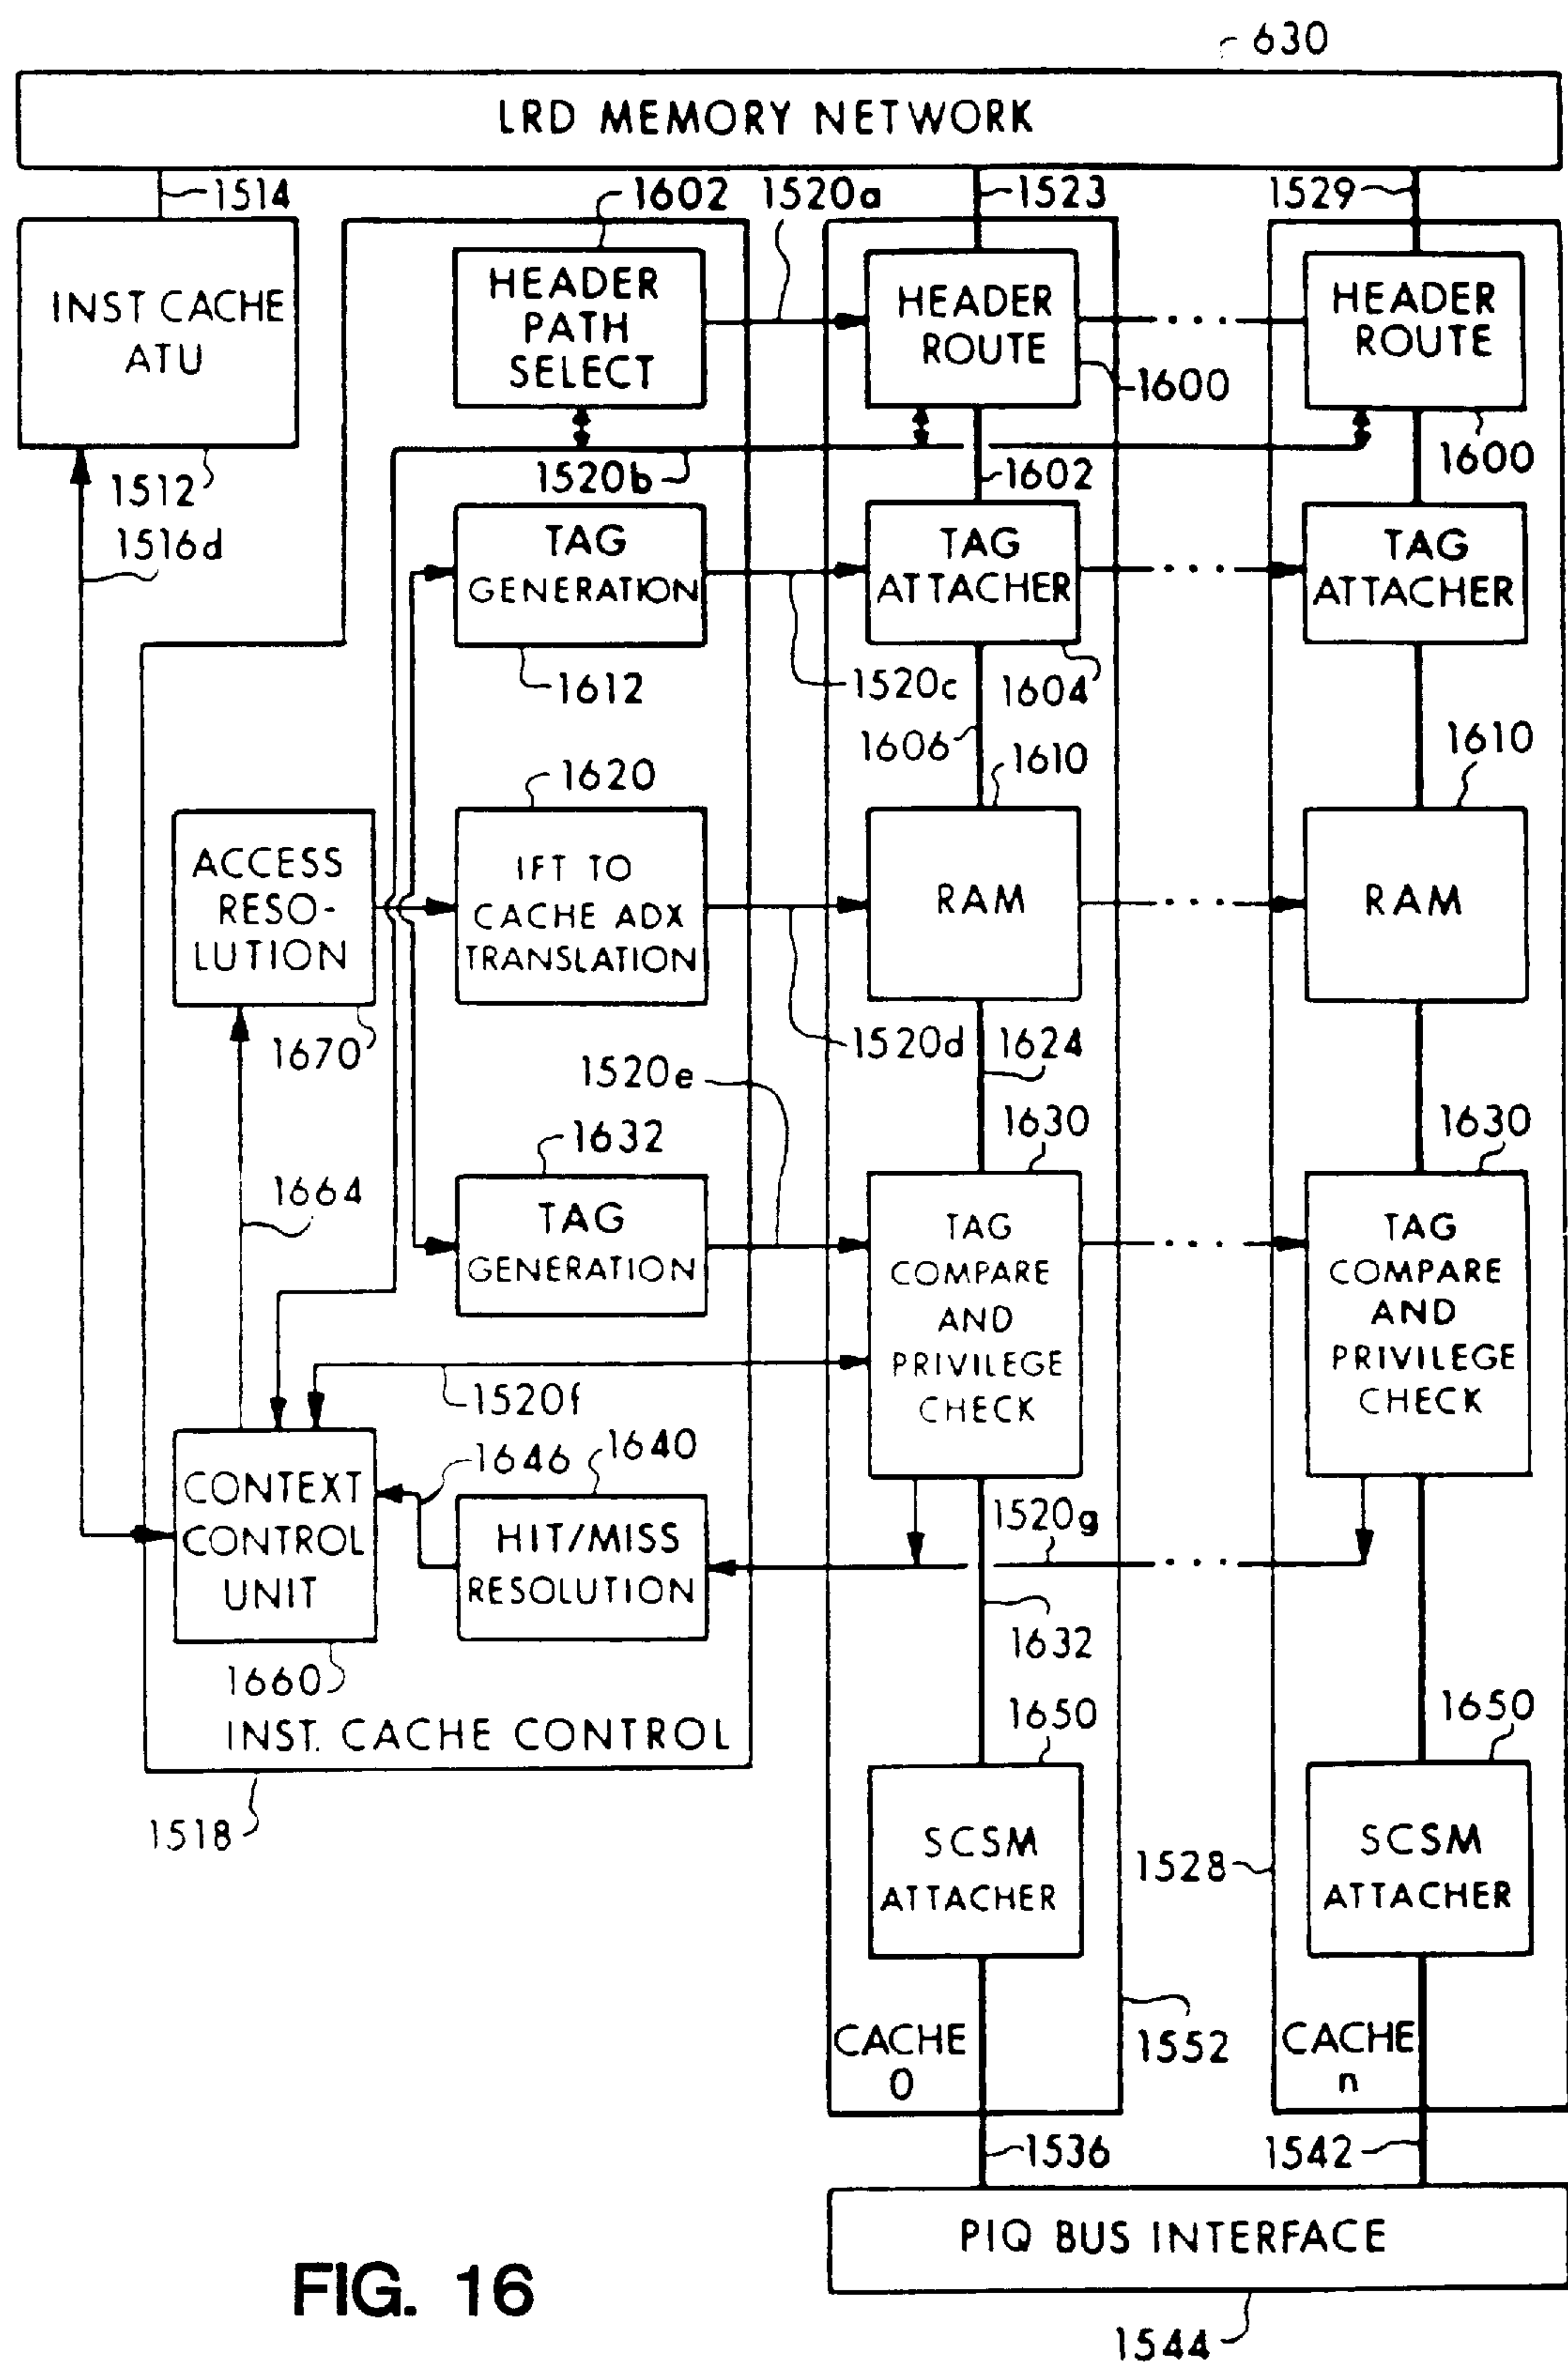 630
LRD MEMORY NETWORK
1514
1602
1520a
1523
1529
INST CACHE
ATU
HEADER
PATH
SELECT
HEADER
ROUTE
HEADER
ROUTE
1600
1600
1512
1520b
1602
1516d
TAG
GENERATION
TAG
ATTACHER
TAG
ATTACHER
1612
1520c
1604
1606
1610
1610
1620
ACCESS
RESO-
LUTION
IFT TO
CACHE ADX
TRANSLATION
RAM
RAM
1670
1520d
1624
1520e
1632
1630
1630
1664
TAG
GENERATION
TAG
COMPARE
AND
PRIVILEGE
CHECK
TAG
COMPARE
AND
PRIVILEGE
CHECK
1520f
1646
1640
CONTEXT
CONTROL
UNIT
HIT/MISS
RESOLUTION
1520g
1632
1660
1650
1650
INST. CACHE CONTROL
1518
SCSM
ATTACHER
1528
SCSM
ATTACHER
CACHE
0
1552
CACHE
n
1536
1542
PIQ BUS INTERFACE
FIG. 16
1544